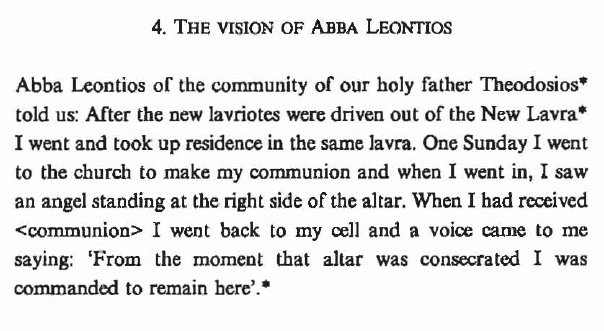 4. THE VISION OF ABBA LEONTIOS
Abba Leontios of the community of our holy father Theodosios*
told us: After the new lavriotes were driven out of the New Lavra*
I went and took up residence in the same lavra. One Sunday I went
to the church to make my communion and when I went in, I saw
an angel standing at the right side of the altar. When I had received
<communion> I went back to my cell and a voice came to me
saying: ‘From the moment that altar was consecrated I was
commanded to remain here’.*